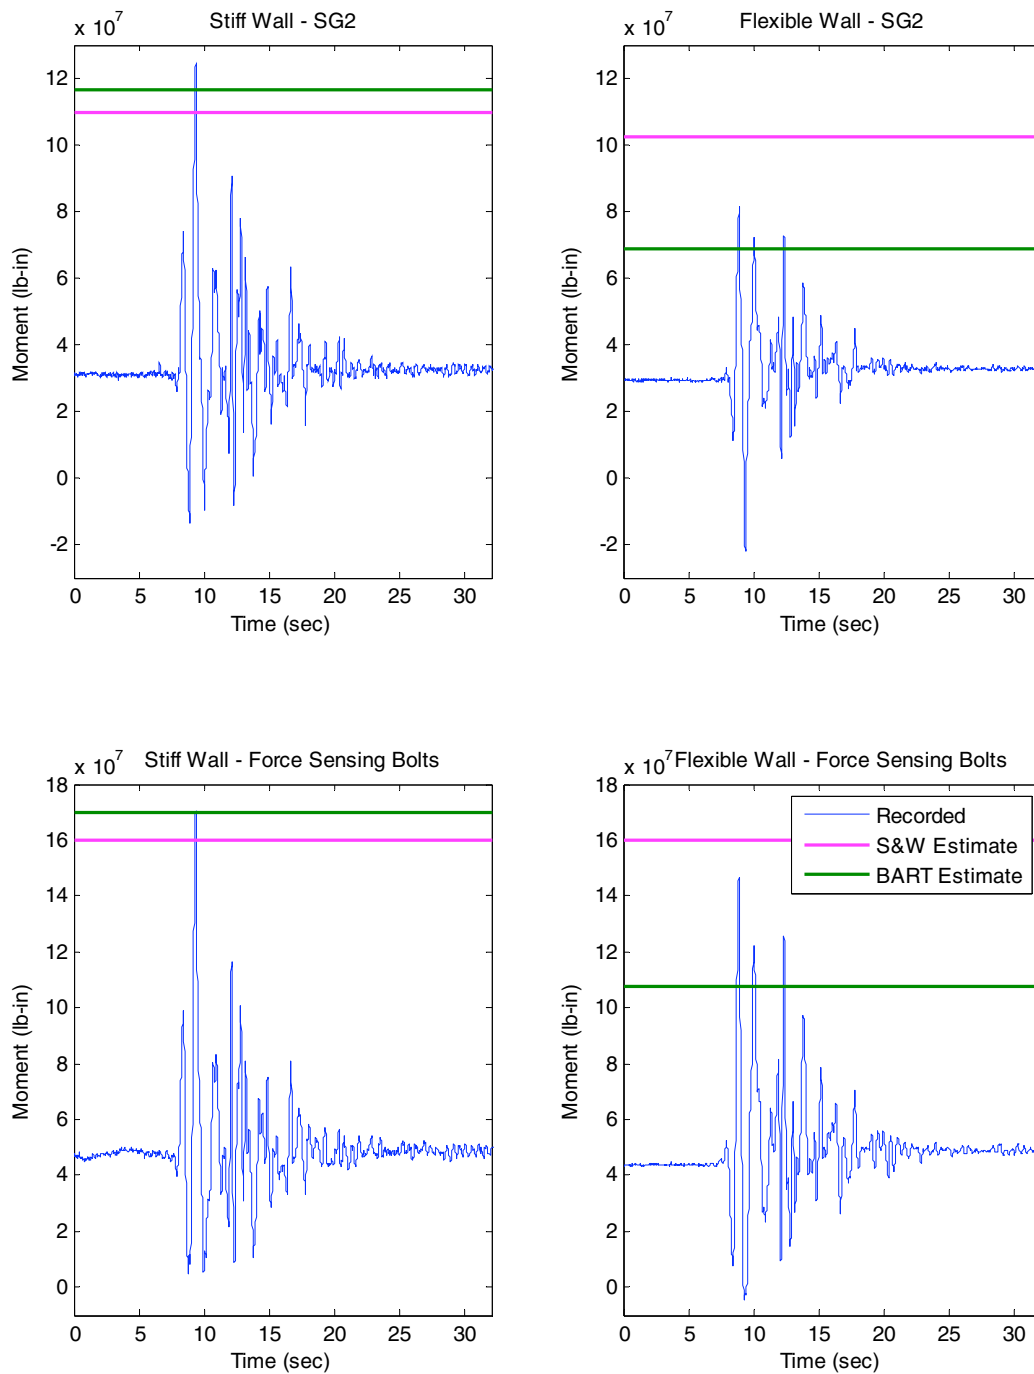 Stiff Wall - SG2
x 10^7
12
10
8
6
4
2
0
-2
Moment (lb-in)
0 5 10 15 20 25 30
Time (sec)
Flexible Wall - SG2
x 10^7
12
10
8
6
4
2
0
-2
Moment (lb-in)
0 5 10 15 20 25 30
Time (sec)
Stiff Wall - Force Sensing Bolts
x 10^7
18
16
14
12
10
8
6
4
2
0
Moment (lb-in)
0 5 10 15 20 25 30
Time (sec)
Flexible Wall - Force Sensing Bolts
x 10^7
18
16
14
12
10
8
6
4
2
0
Moment (lb-in)
Recorded
S&W Estimate
BART Estimate
0 5 10 15 20 25 30
Time (sec)